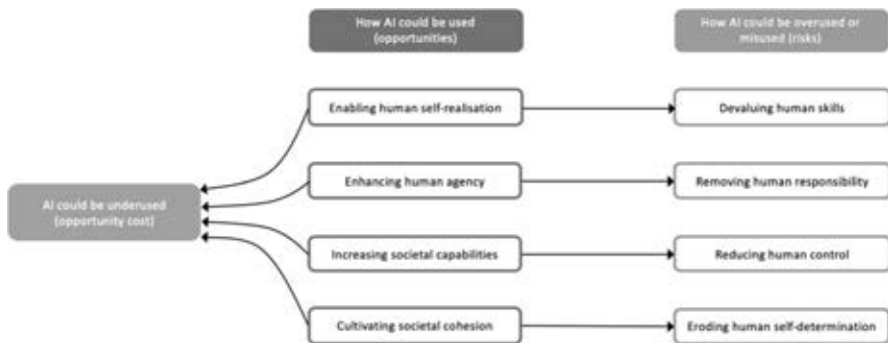 How AI could be used
(opportunities)
How AI could be overused or
misused (risks)
Enabling human self-realisation
Devaluing human skills
Enhancing human agency
Removing human responsibility
AI could be underused
(opportunity cost)
Increasing societal capabilities
Reducing human control
Cultivating societal cohesion
Eroding human self-determination